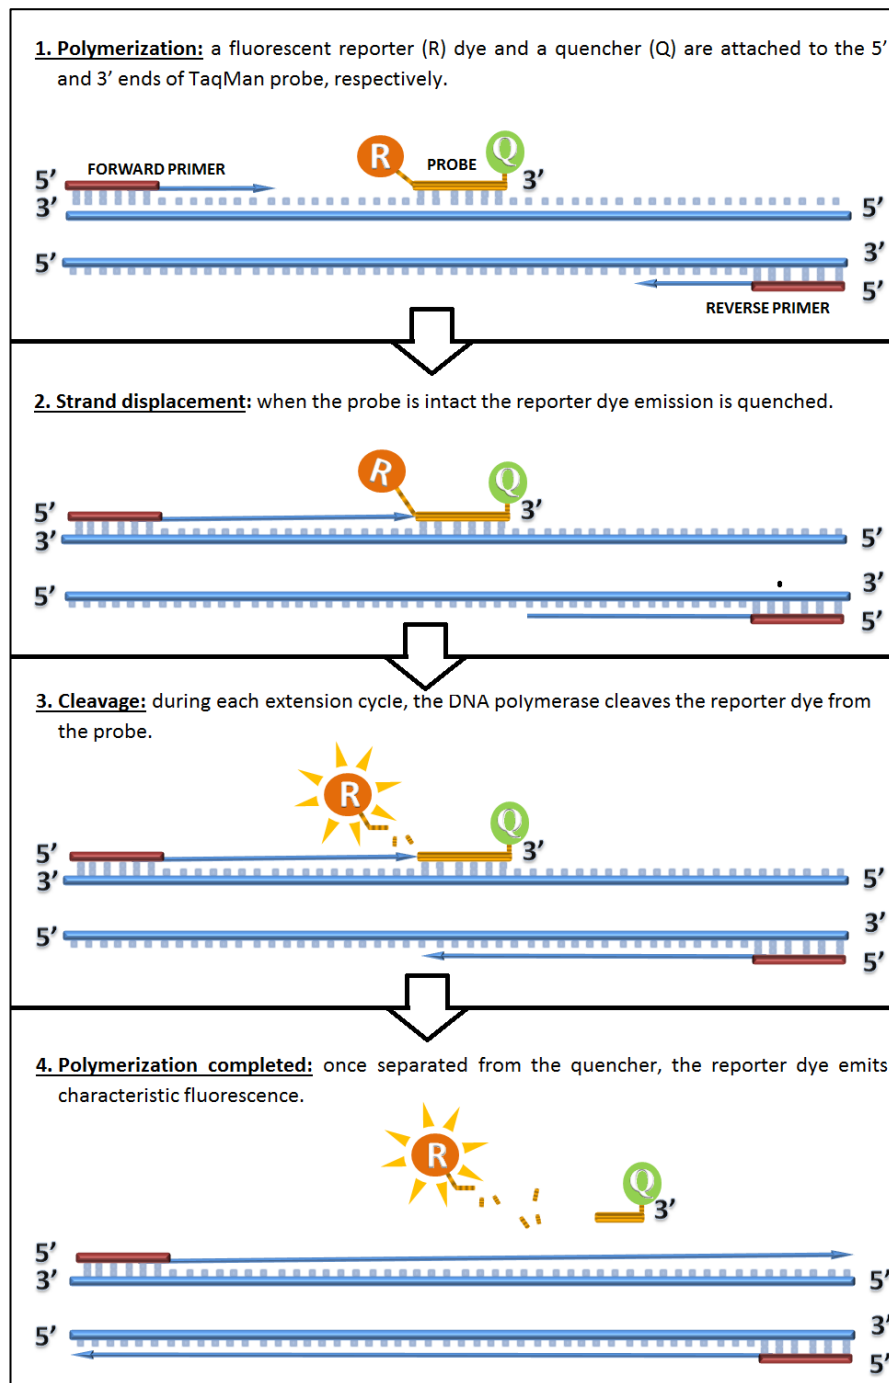 1. Polymerization: a fluorescent reporter (R) dye and a quencher (Q) are attached to the 5’
and 3’ ends of TaqMan probe, respectively.
R
Q
FORWARD PRIMER
PROBE
5’
3’
3’
5’
5’
3’
5’
REVERSE PRIMER
2. Strand displacement: when the probe is intact the reporter dye emission is quenched.
R
Q
5’
3’
3’
5’
5’
3’
5’
3. Cleavage: during each extension cycle, the DNA polymerase cleaves the reporter dye from
the probe.
R
Q
5’
3’
3’
5’
5’
3’
5’
4. Polymerization completed: once separated from the quencher, the reporter dye emits
characteristic fluorescence.
R
Q
3’
5’
3’
5’
5’
3’
5’